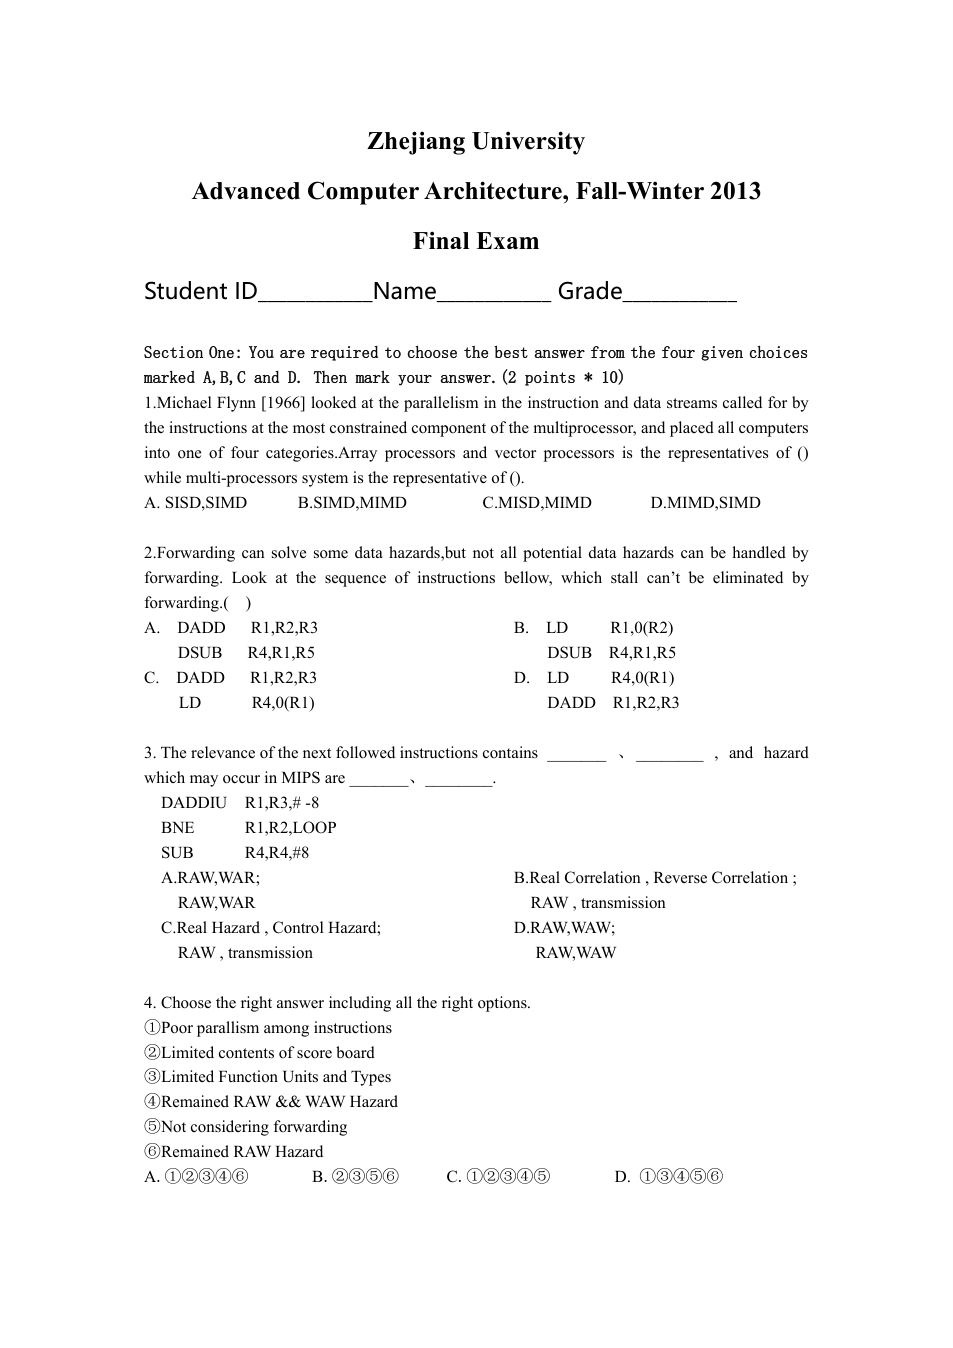 Zhejiang University
Advanced Computer Architecture, Fall-Winter 2013
Final Exam
Student ID__________Name__________ Grade__________
Section One: You are required to choose the best answer from the four given choices
marked A,B,C and D. Then mark your answer.(2 points * 10)
1.Michael Flynn [1966] looked at the parallelism in the instruction and data streams called for by
the instructions at the most constrained component of the multiprocessor, and placed all computers
into one of four categories.Array processors and vector processors is the representatives of ()
while multi-processors system is the representative of ().
A. SISD,SIMD B.SIMD,MIMD C.MISD,MIMD D.MIMD,SIMD
2.Forwarding can solve some data hazards,but not all potential data hazards can be handled by
forwarding. Look at the sequence of instructions bellow, which stall can’t be eliminated by
forwarding.( )
A. DADD R1,R2,R3 B. LD R1,0(R2)
DSUB R4,R1,R5 DSUB R4,R1,R5
C. DADD R1,R2,R3 D. LD R4,0(R1)
LD R4,0(R1) DADD R1,R2,R3
3. The relevance of the next followed instructions contains _______ 、________ , and hazard
which may occur in MIPS are _______、________.
DADDIU R1,R3,# -8
BNE R1,R2,LOOP
SUB R4,R4,#8
A.RAW,WAR; B.Real Correlation , Reverse Correlation ;
RAW,WAR RAW , transmission
C.Real Hazard , Control Hazard; D.RAW,WAW;
RAW , transmission RAW,WAW
4. Choose the right answer including all the right options.
①Poor parallism among instructions
②Limited contents of score board
③Limited Function Units and Types
④Remained RAW && WAW Hazard
⑤Not considering forwarding
⑥Remained RAW Hazard
A. ①②③④⑥ B. ②③⑤⑥ C. ①②③④⑤ D. ①③④⑤⑥